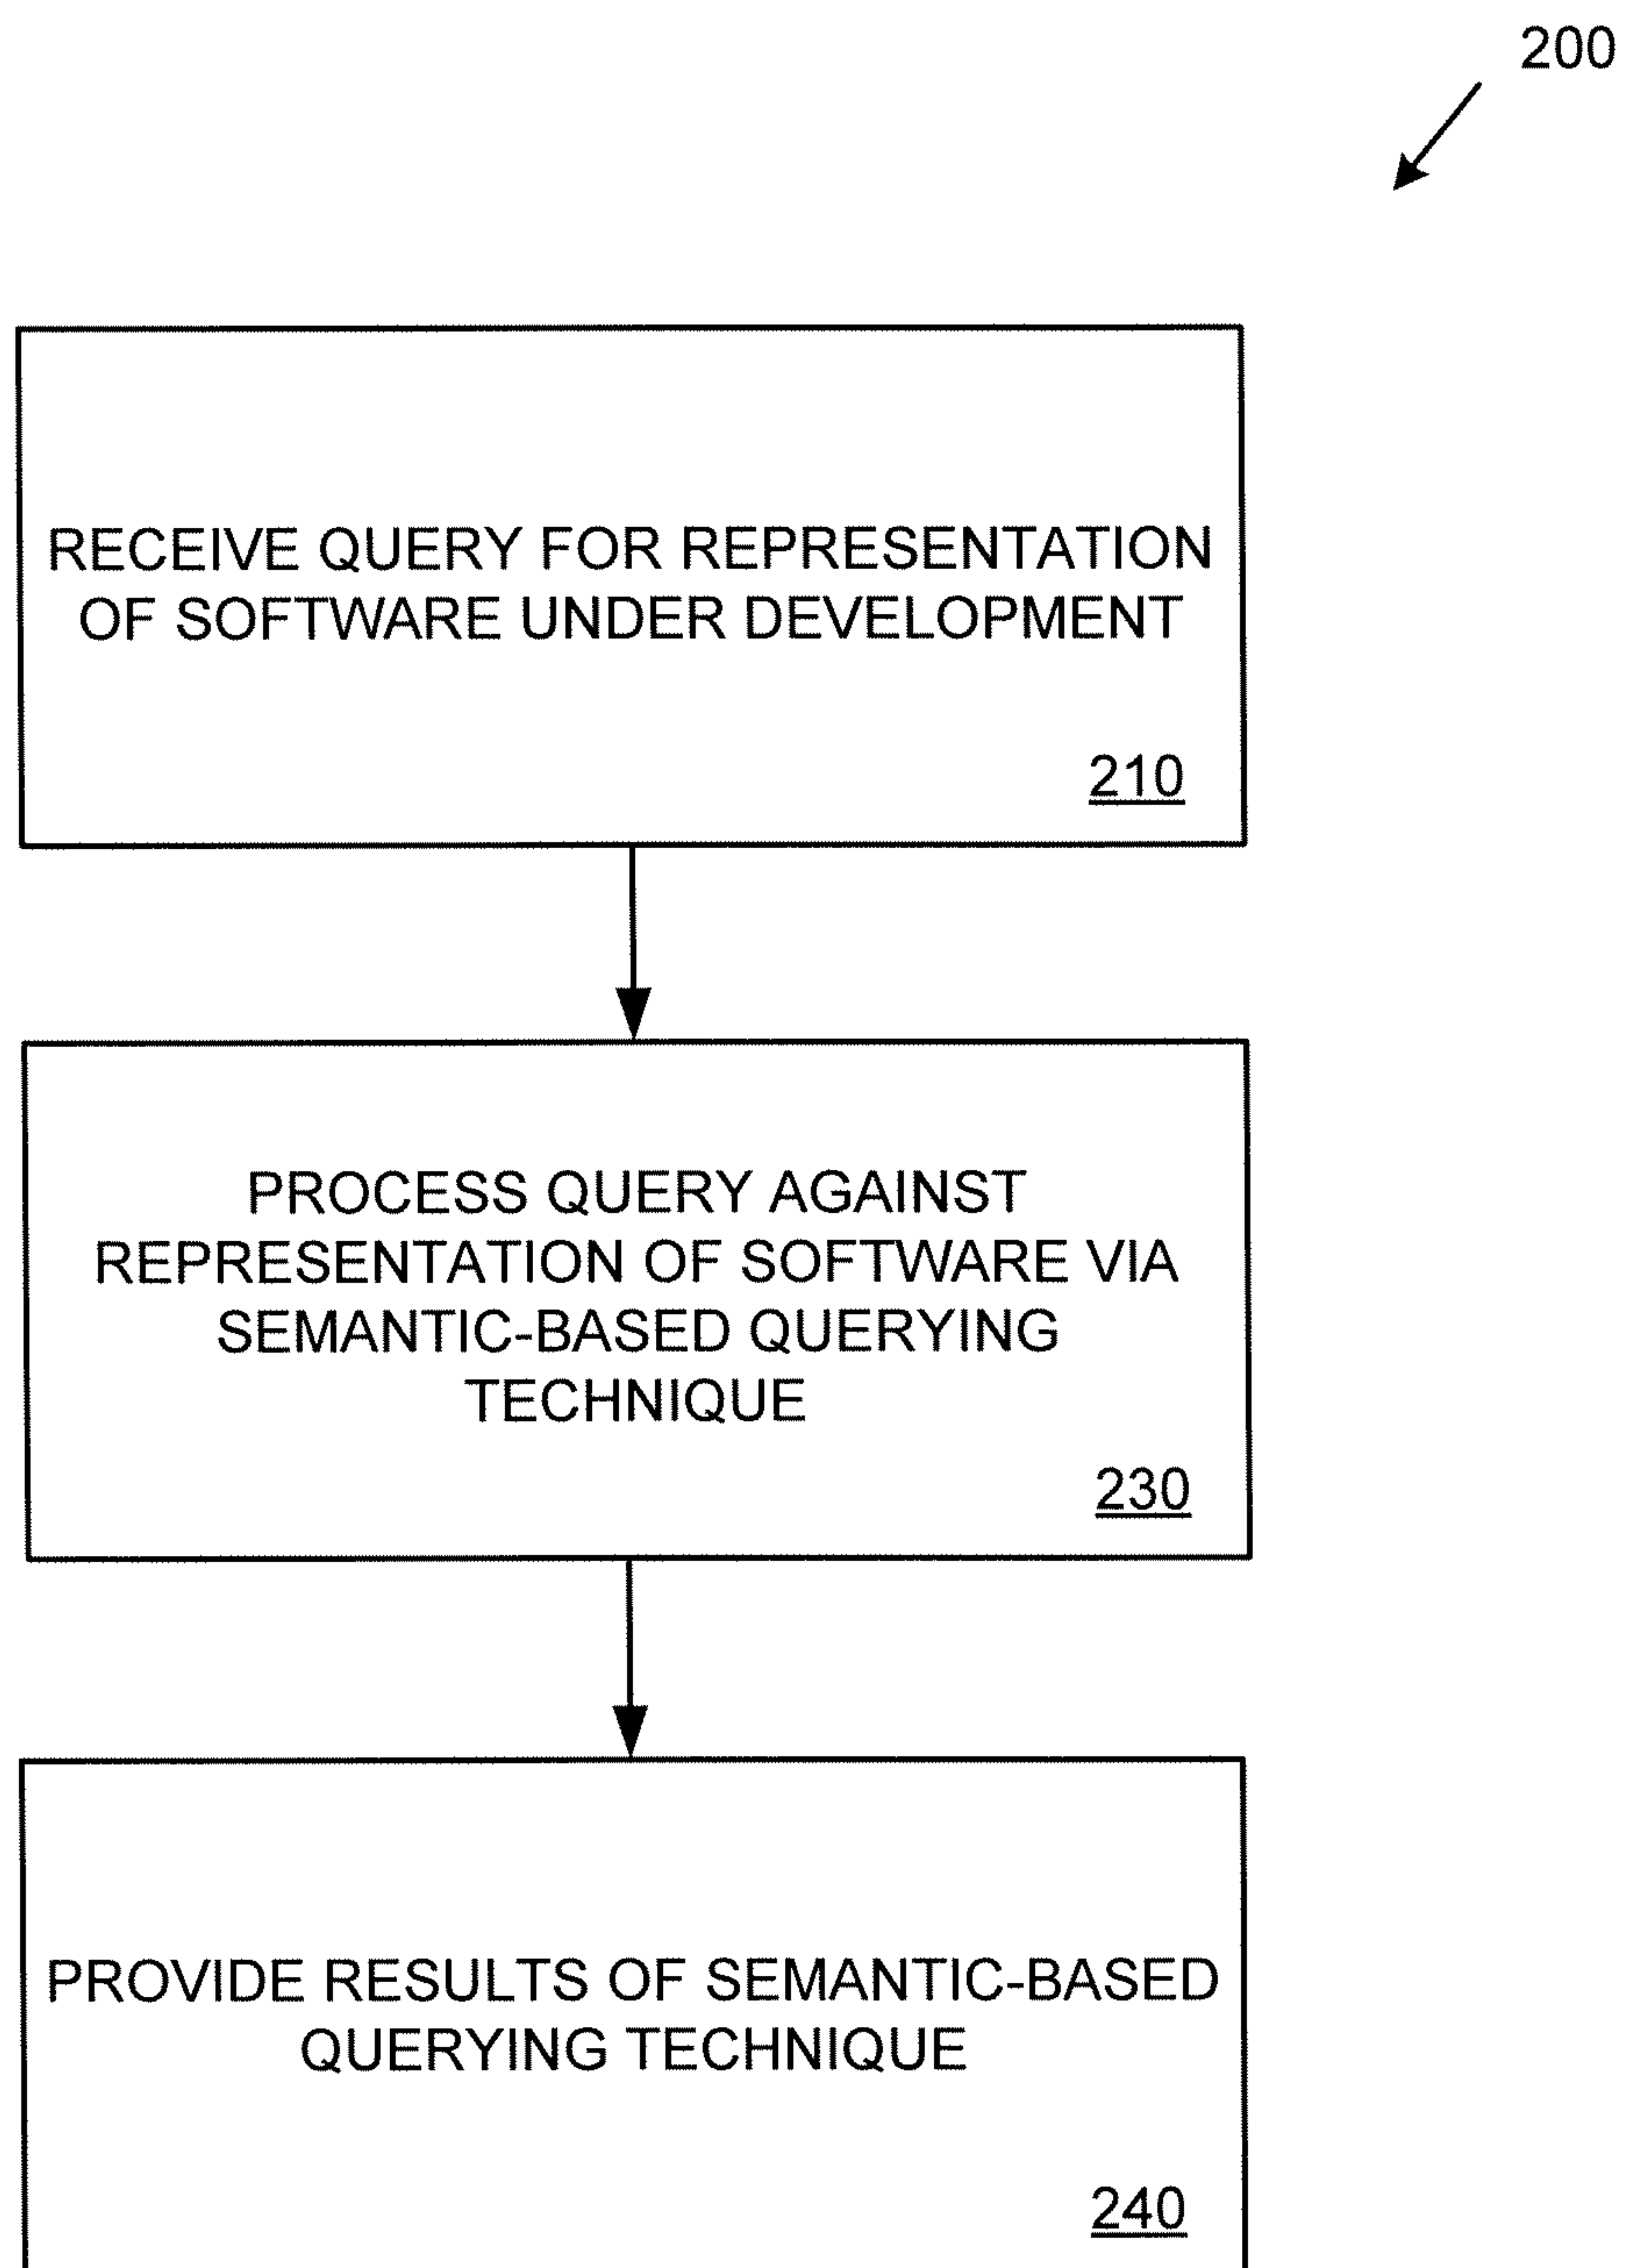 200
RECEIVE QUERY FOR REPRESENTATION
OF SOFTWARE UNDER DEVELOPMENT
210
PROCESS QUERY AGAINST
REPRESENTATION OF SOFTWARE VIA
SEMANTIC-BASED QUERYING
TECHNIQUE
230
PROVIDE RESULTS OF SEMANTIC-BASED
QUERYING TECHNIQUE
240